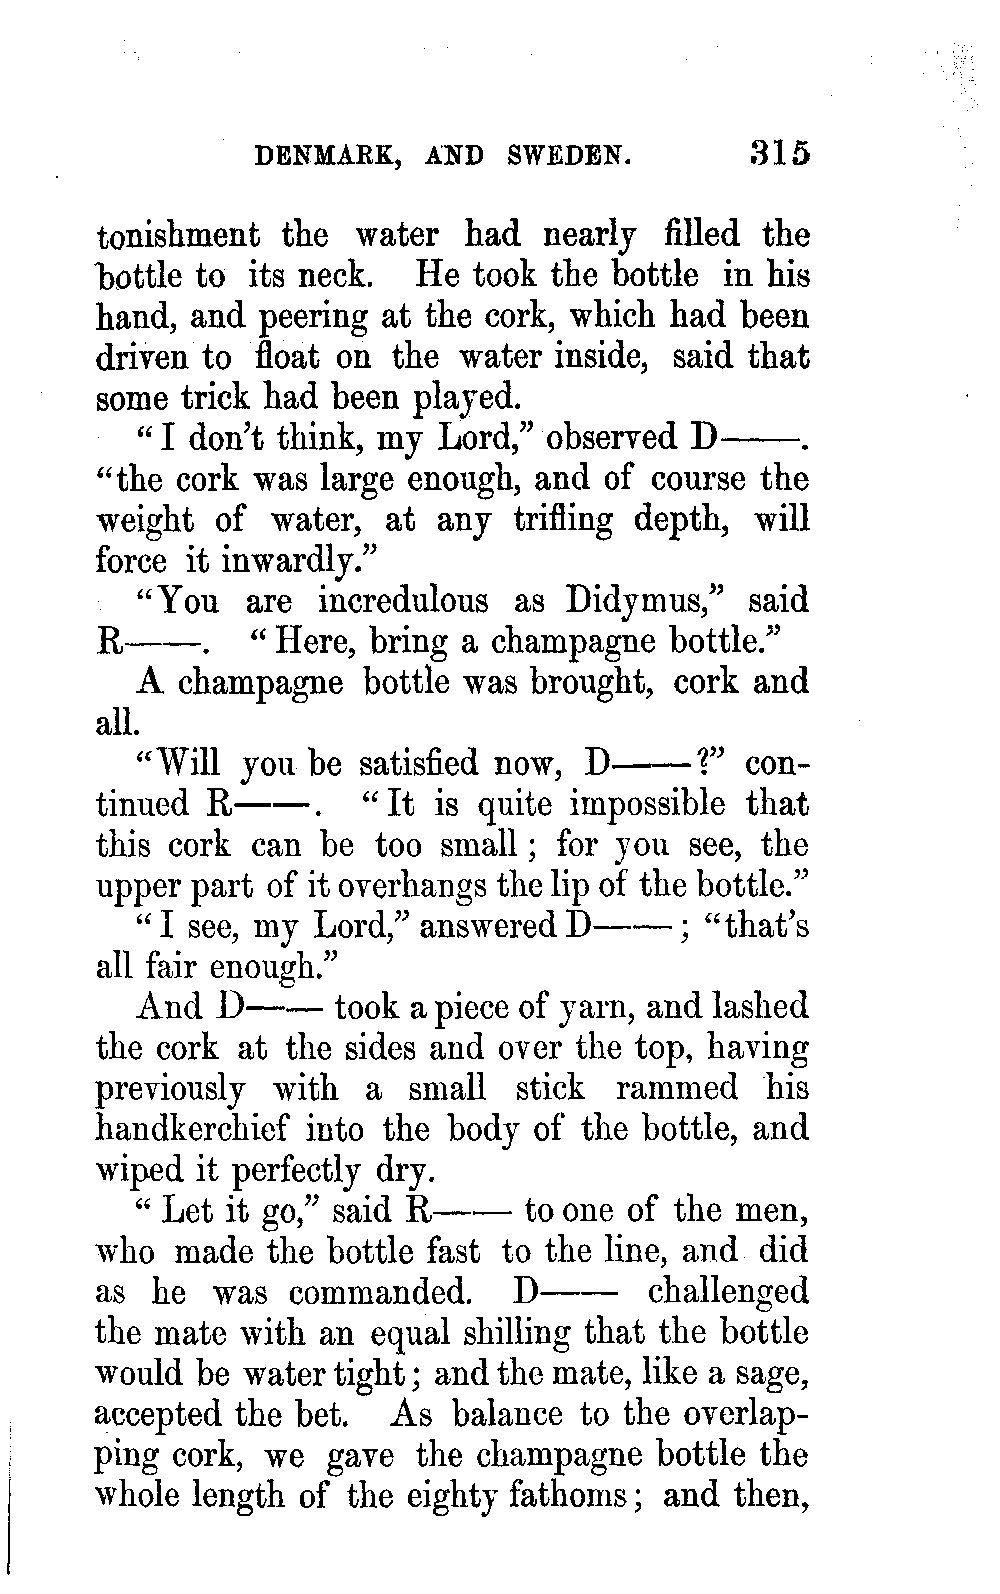 DENMARK, AND SWEDEN. 315
tonishment the water had nearly filled the
bottle to its neck. He took the bottle in his
hand, and peering at the cork, which had been
driven to float on the water inside, said that
some trick had been played.
“I don't think, my Lord,” observed D——.
“the cork was large enough, and of course the
weight of water, at any trifling depth, will
force it inwardly.”
“You are incredulous as Didymus,” said
R——. “Here, bring a champagne bottle.”
A champagne bottle was brought, cork and
all.
“Will you be satisfied now, D——?” con-
tinued R——. “It is quite impossible that
this cork can be too small; for you see, the
upper part of it overhangs the lip of the bottle.”
“I see, my Lord,” answered D——; “that's
all fair enough.”
And D—— took a piece of yarn, and lashed
the cork at the sides and over the top, having
previously with a small stick rammed his
handkerchief into the body of the bottle, and
wiped it perfectly dry.
“Let it go,” said R—— to one of the men,
who made the bottle fast to the line, and did
as he was commanded. D—— challenged
the mate with an equal shilling that the bottle
would be water tight; and the mate, like a sage,
accepted the bet. As balance to the overlap-
ping cork, we gave the champagne bottle the
whole length of the eighty fathoms; and then,